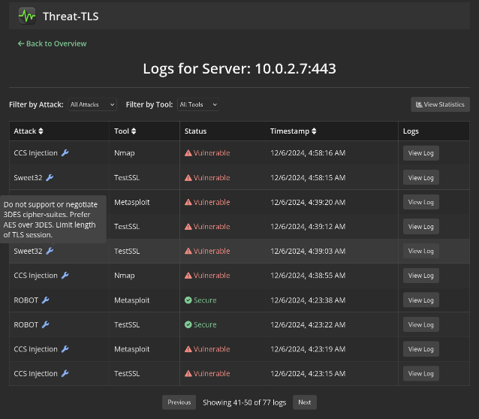 Threat-TLS
← Back to Overview
Logs for Server: 10.0.2.7:443
Filter by Attack: All Attacks Filter by Tool: All Tools View Statistics
Attack Tool Status Timestamp Logs
CCS Injection Nmap Vulnerable 12/6/2024, 4:58:16 AM View Log
Sweet32 TestSSL Vulnerable 12/6/2024, 4:58:15 AM View Log
Metasploit Vulnerable 12/6/2024, 4:39:20 AM View Log
TestSSL Vulnerable 12/6/2024, 4:39:12 AM View Log
Do not support or negotiate
3DES cipher-suites. Prefer
AES over 3DES. Limit length
of TLS session.
Sweet32 TestSSL Vulnerable 12/6/2024, 4:39:03 AM View Log
CCS Injection Nmap Vulnerable 12/6/2024, 4:38:55 AM View Log
ROBOT Metasploit Secure 12/6/2024, 4:23:38 AM View Log
ROBOT TestSSL Secure 12/6/2024, 4:23:22 AM View Log
CCS Injection Metasploit Vulnerable 12/6/2024, 4:23:19 AM View Log
CCS Injection TestSSL Vulnerable 12/6/2024, 4:23:15 AM View Log
Previous Showing 41-50 of 77 logs Next